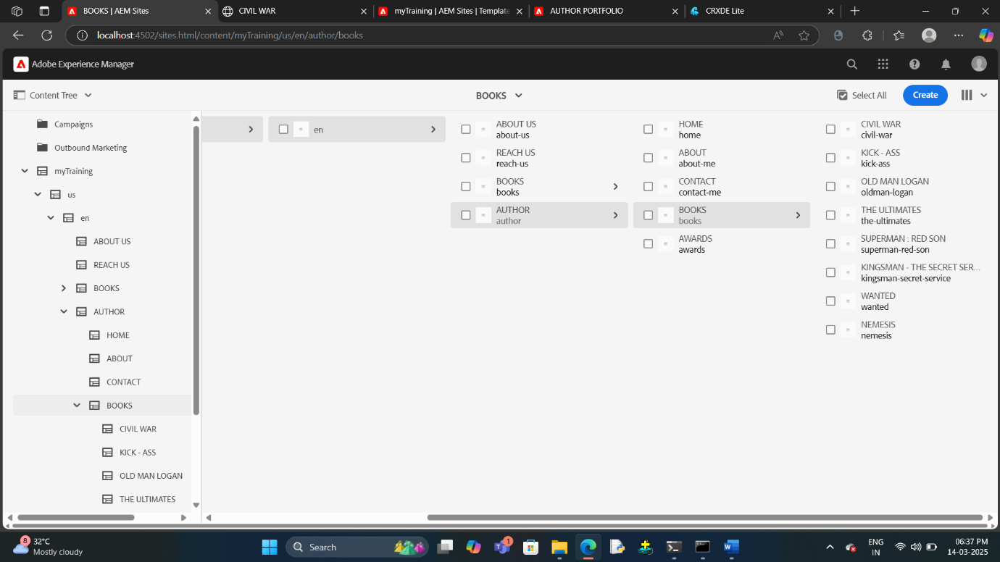 BOOKS | AEM Sites
CIVIL WAR
myTraining | AEM Sites | Template
AUTHOR PORTFOLIO
CRXDE Lite
localhost:4502/sites.html/content/myTraining/us/en/author/books
Adobe Experience Manager
Content Tree
BOOKS
Select All
Create
Campaigns
Outbound Marketing
myTraining
us
en
ABOUT US
REACH US
BOOKS
AUTHOR
HOME
ABOUT
CONTACT
BOOKS
CIVIL WAR
KICK - ASS
OLD MAN LOGAN
THE ULTIMATES
en
ABOUT US
about-us
REACH US
reach-us
BOOKS
books
AUTHOR
author
HOME
home
ABOUT
about-me
CONTACT
contact-me
BOOKS
books
AWARDS
awards
CIVIL WAR
civil-war
KICK - ASS
kick-ass
OLD MAN LOGAN
oldman-logan
THE ULTIMATES
the-ultimates
SUPERMAN : RED SON
superman-red-son
KINGSMAN - THE SECRET SER...
kingsman-secret-service
WANTED
wanted
NEMESIS
nemesis
8
32°C
Mostly cloudy
Search
1
ENG
IN
06:37 PM
14-03-2025